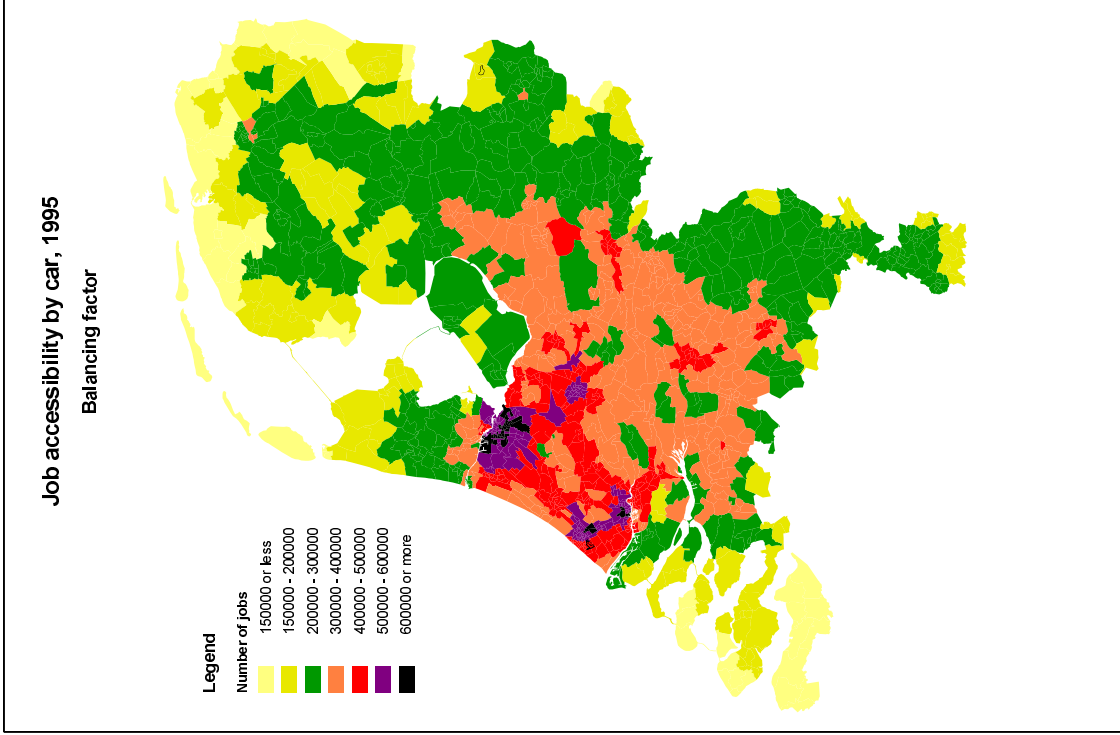 Job accessibility by car, 1995
Balancing factor
Legend
Number of jobs
150000 or less
150000 - 200000
200000 - 300000
300000 - 400000
400000 - 500000
500000 - 600000
600000 or more